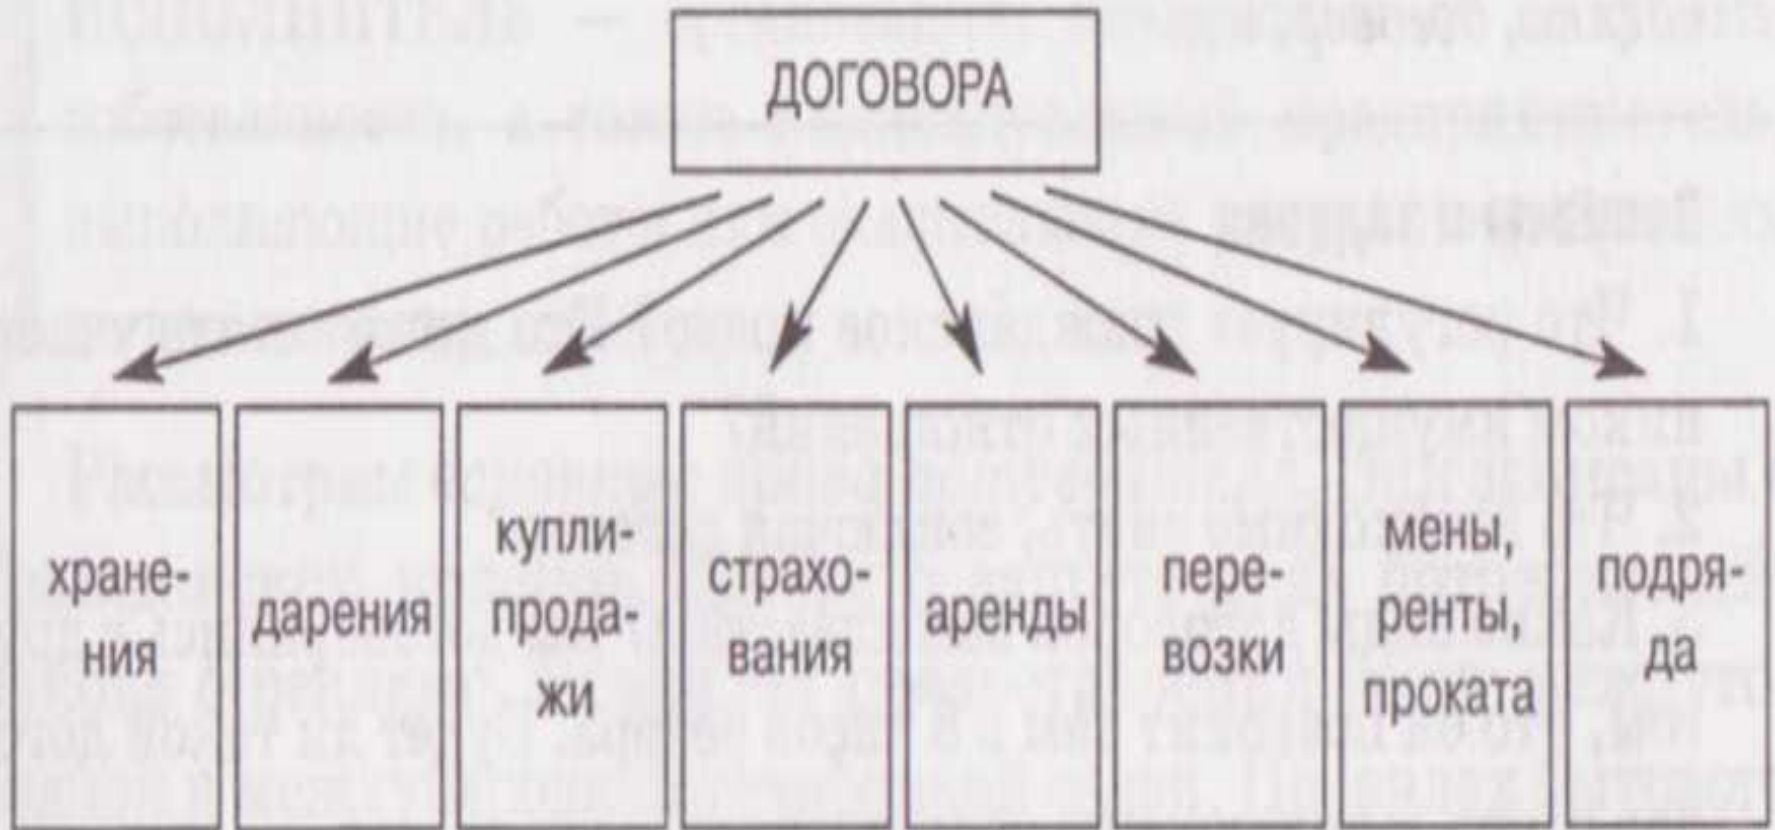 ДОГОВОРА
хране-
ния
дарения
купли-
прода-
жи
страхо-
вания
аренды
пере-
возки
мены,
ренты,
проката
подря-
да